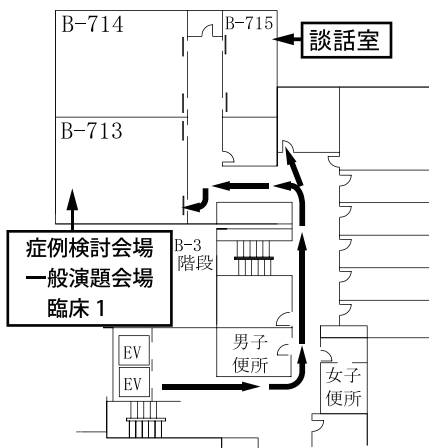 B-714
B-715
談話室
B-713
症例検討会場
一般演題会場
臨床1
B-3
階段
男子
便所
EV
EV
女子
便所